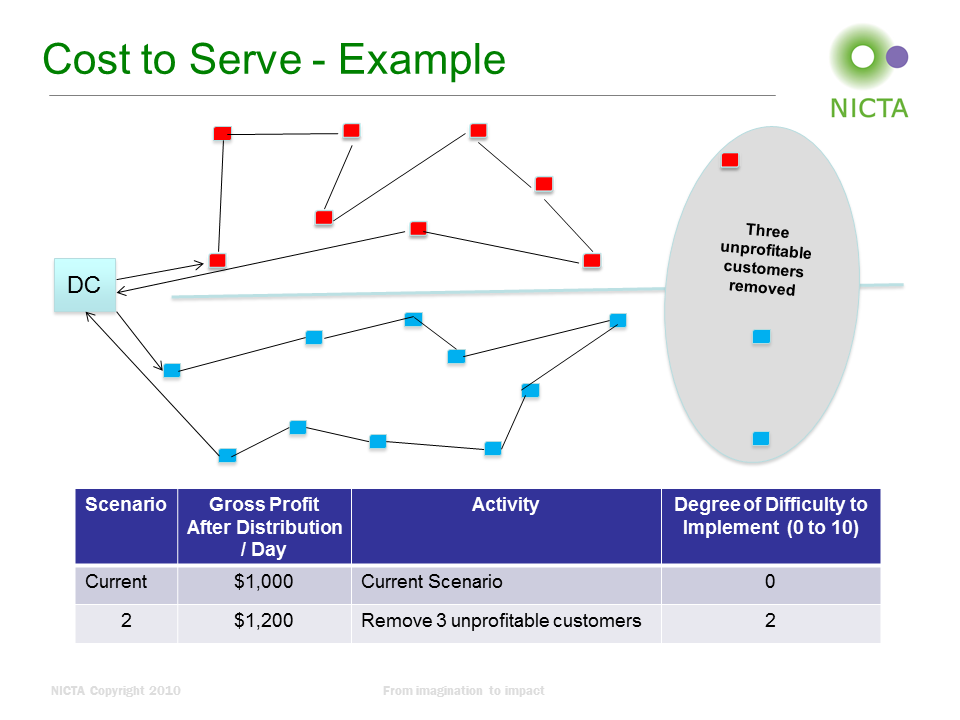 Cost to Serve - Example
NICTA
Three
unprofitable
customers
removed
DC
Scenario
Gross Profit
After Distribution
/ Day
Activity
Degree of Difficulty to
Implement (0 to 10)
Current
$1,000
Current Scenario
0
2
$1,200
Remove 3 unprofitable customers
2
NICTA Copyright 2010
From imagination to impact